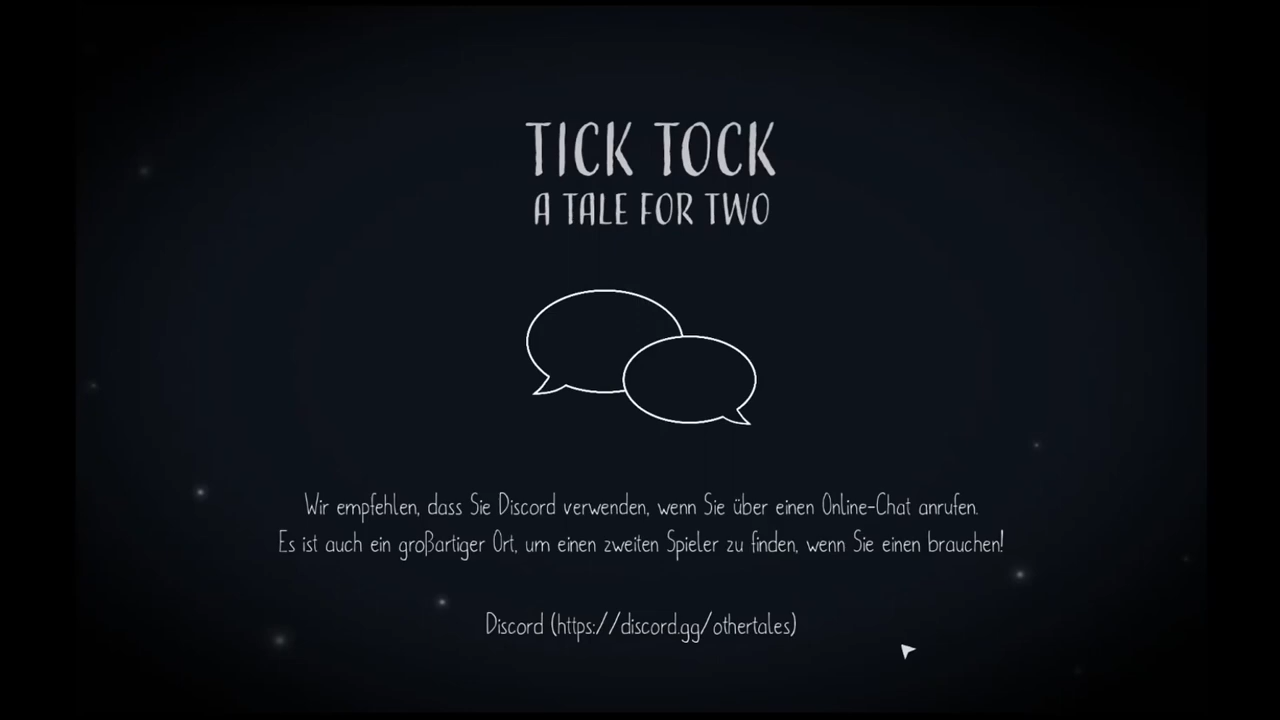 TICK TOCK
A TALE FOR TWO
Wir empfehlen, dass Sie Discord verwenden, wenn Sie über einen Online-Chat anrufen.
Es ist auch ein großartiger Ort, um einen zweiten Spieler zu finden, wenn Sie einen brauchen!
Discord (https://discord.gg/othertales)